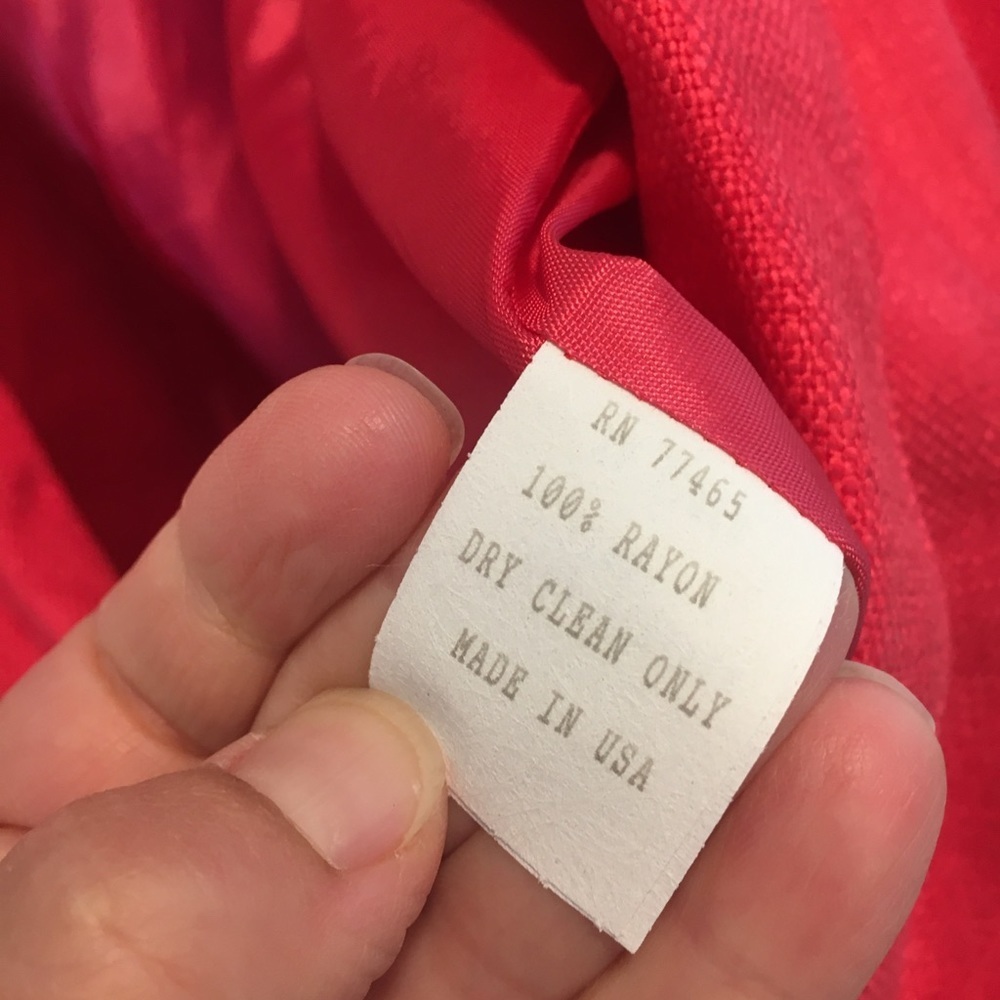 RN 77465
100% RAYON
DRY CLEAN ONLY
MADE IN USA